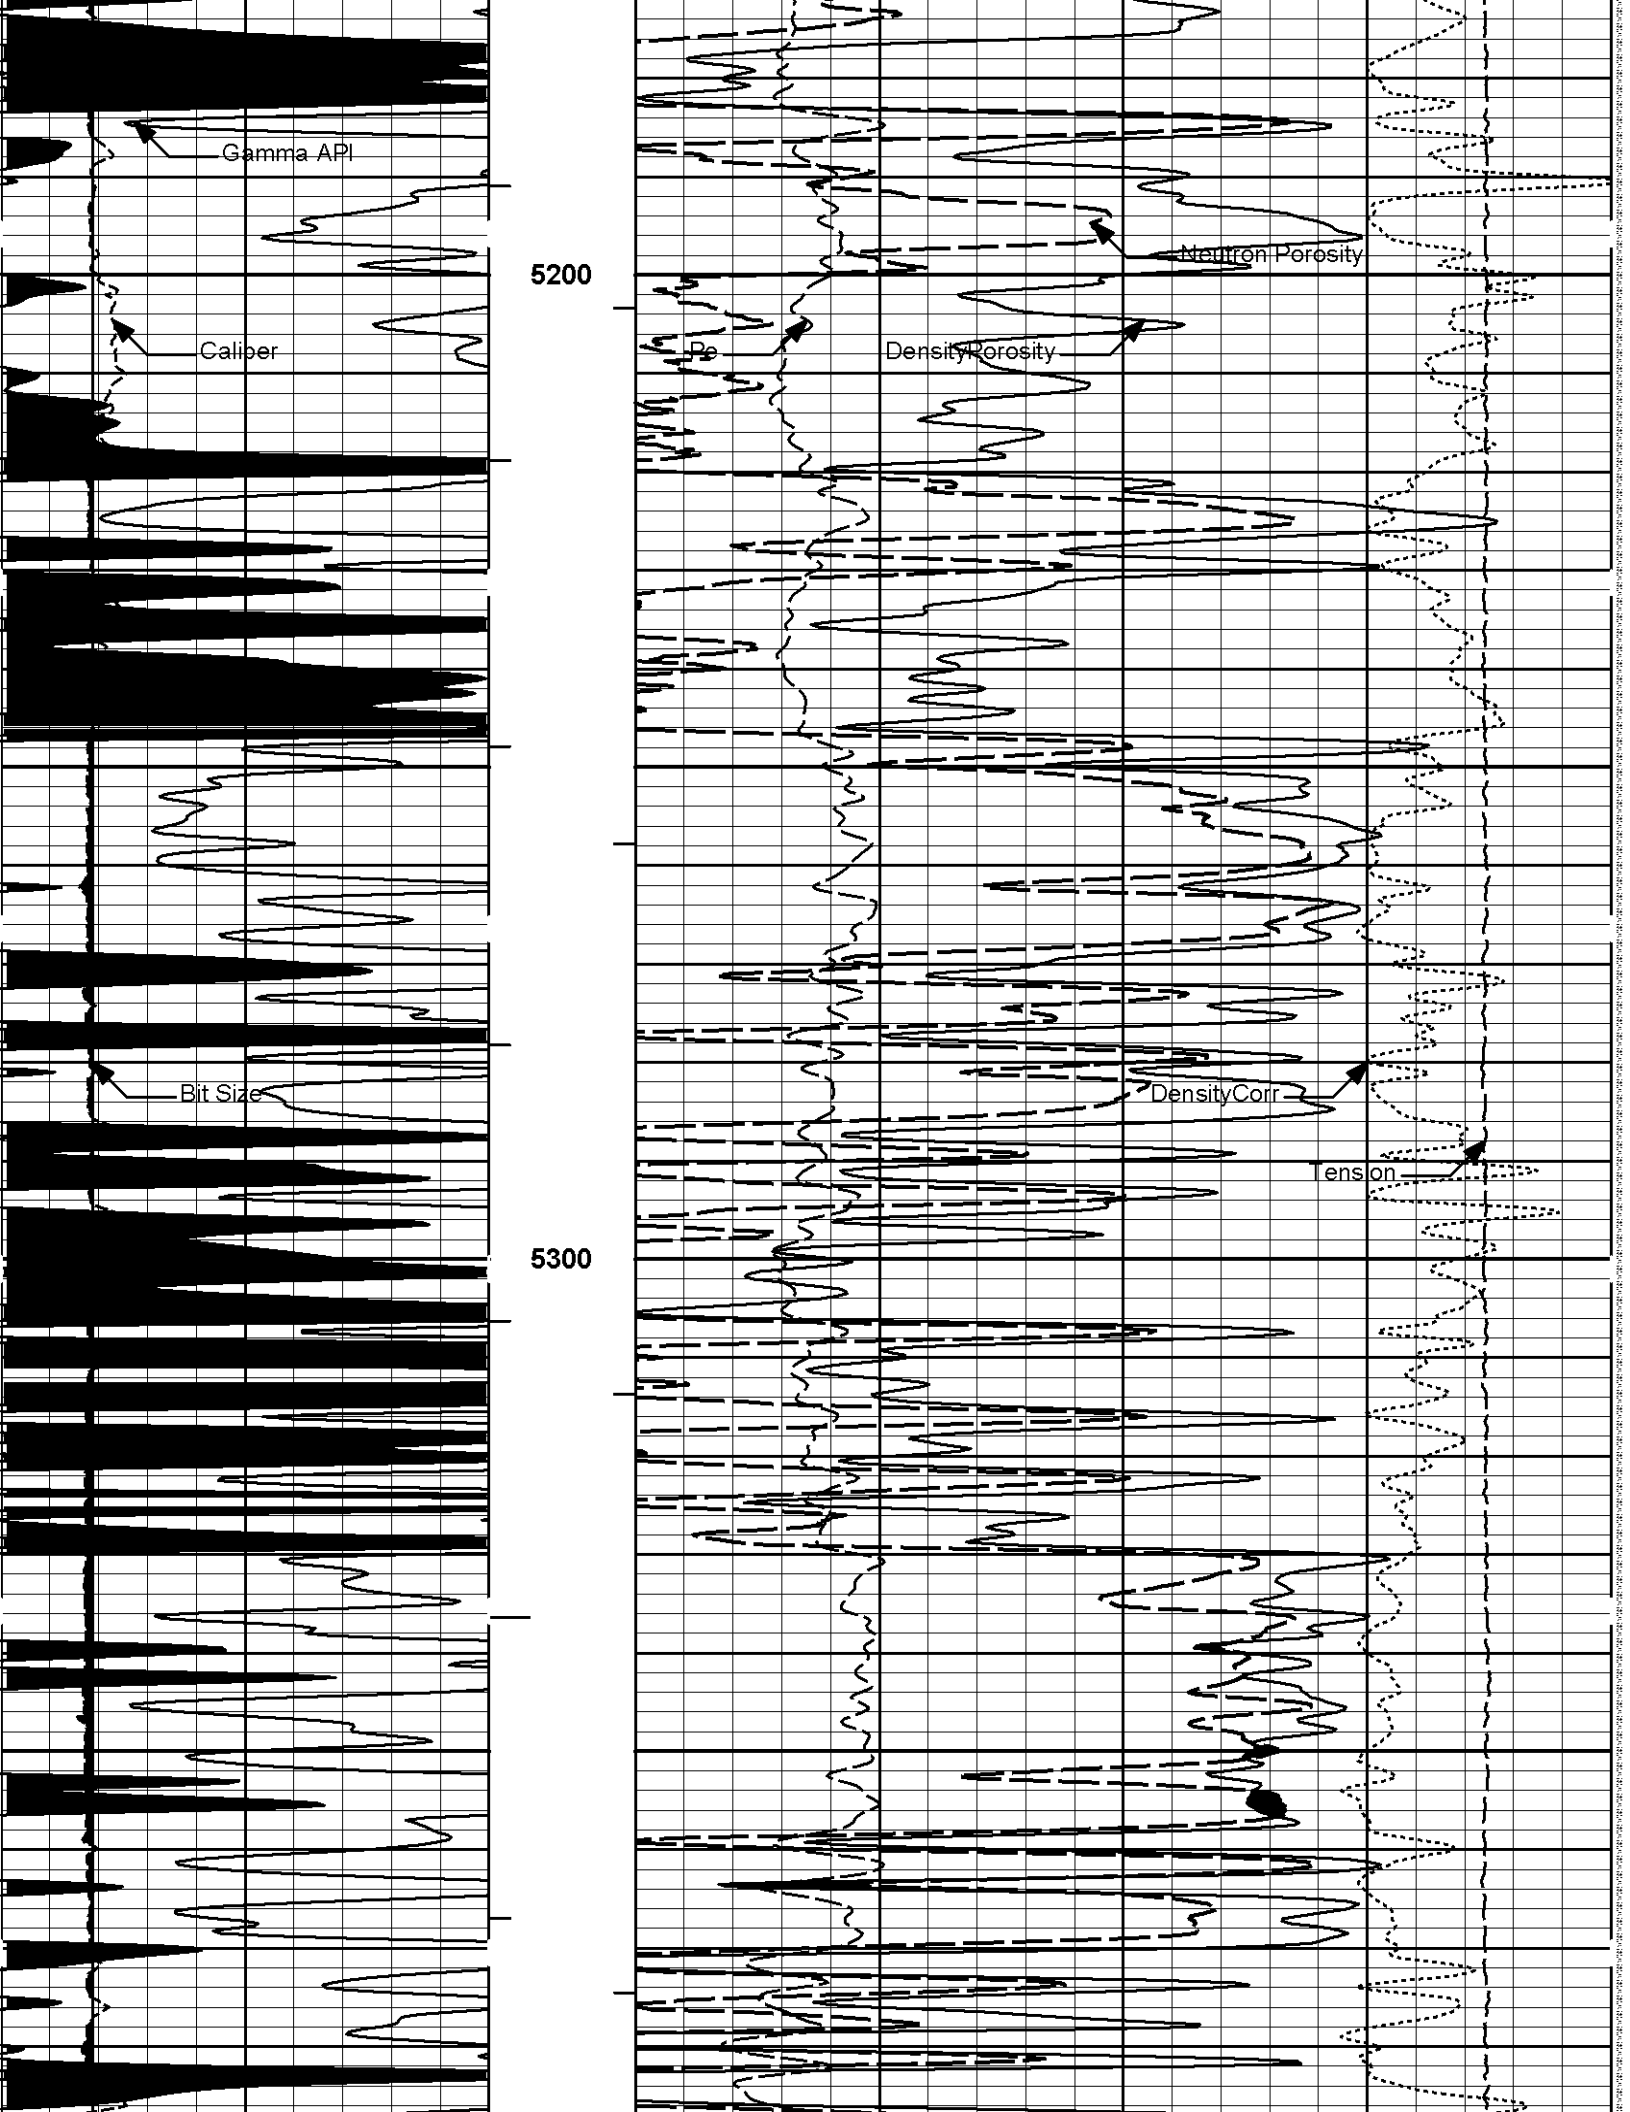 Gamma API
Neutron Porosity
5200
Caliper
Pe
DensityPorosity
Bit Size
DensityCorr
Tension
5300